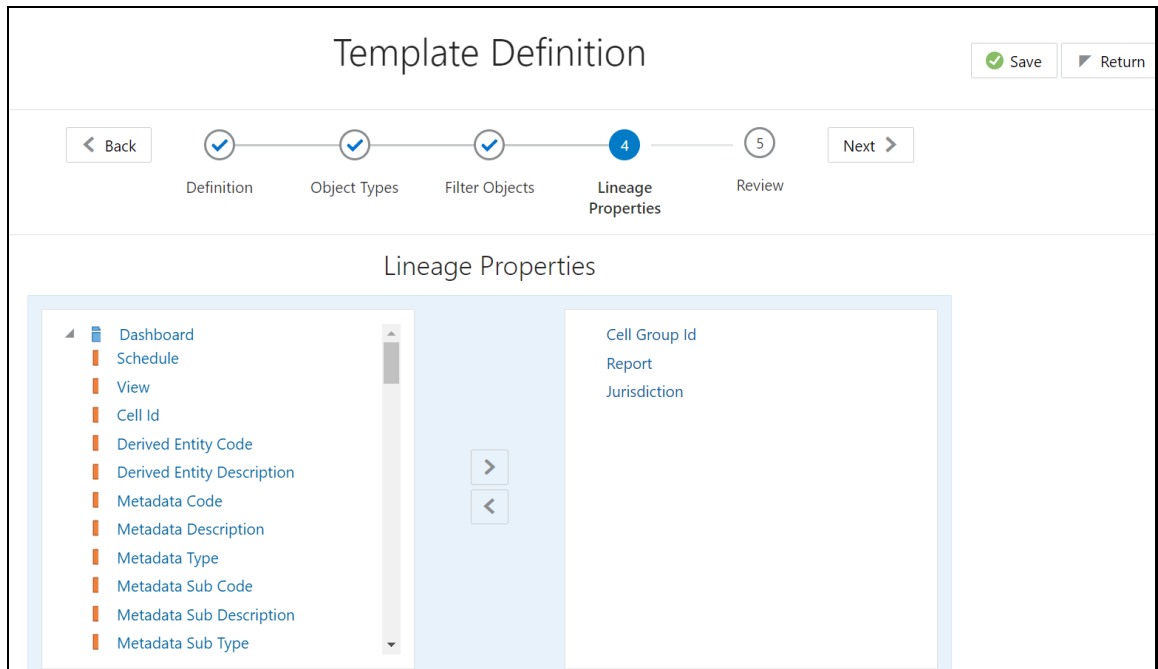 Template Definition
Save
Return
Back
4
5
Next
Definition
Object Types
Filter Objects
Lineage
Properties
Review
Lineage Properties
Dashboard
Schedule
View
Cell Id
Derived Entity Code
Derived Entity Description
Metadata Code
Metadata Description
Metadata Type
Metadata Sub Code
Metadata Sub Description
Metadata Sub Type
Cell Group Id
Report
Jurisdiction